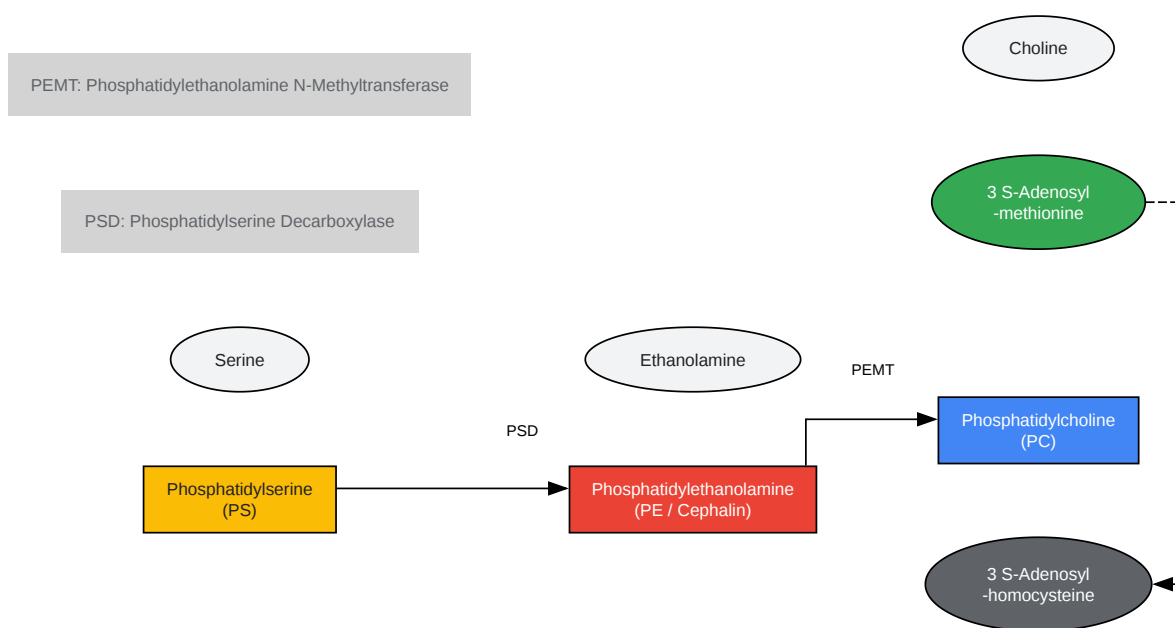 Choline
PEMT: Phosphatidylethanolamine N-Methyltransferase
3 S-Adenosyl
-methionine
PSD: Phosphatidylserine Decarboxylase
Serine
Ethanolamine
PEMT
Phosphatidylcholine
(PC)
PSD
Phosphatidylserine
(PS)
Phosphatidylethanolamine
(PE / Cephalin)
3 S-Adenosyl
-homocysteine